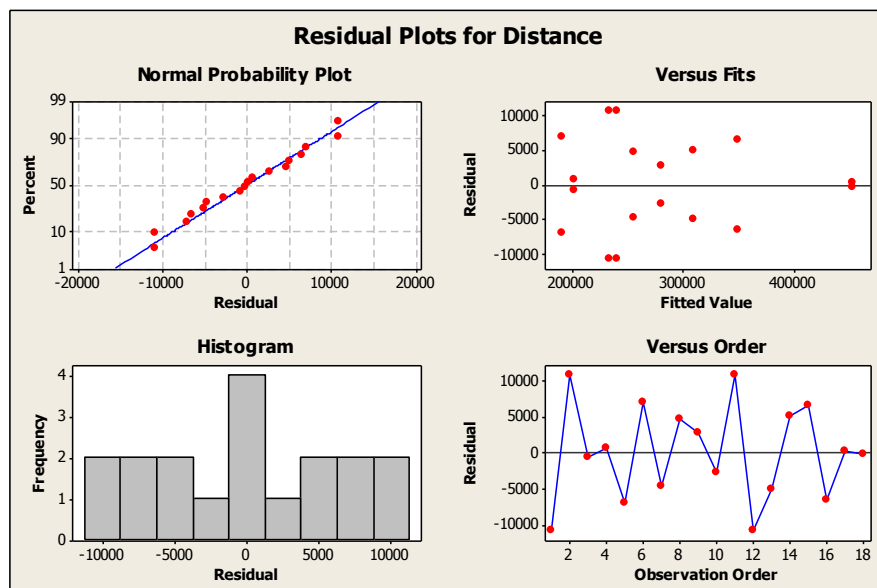 Residual Plots for Distance
Normal Probability Plot
99
90
50
10
1
Percent
-20000 -10000 0 10000 20000
Residual
Versus Fits
10000
5000
0
-5000
-10000
Residual
200000 300000 400000
Fitted Value
Histogram
4
3
2
1
0
Frequency
-10000 -5000 0 5000 10000
Residual
Versus Order
10000
5000
0
-5000
-10000
Residual
2 4 6 8 10 12 14 16 18
Observation Order